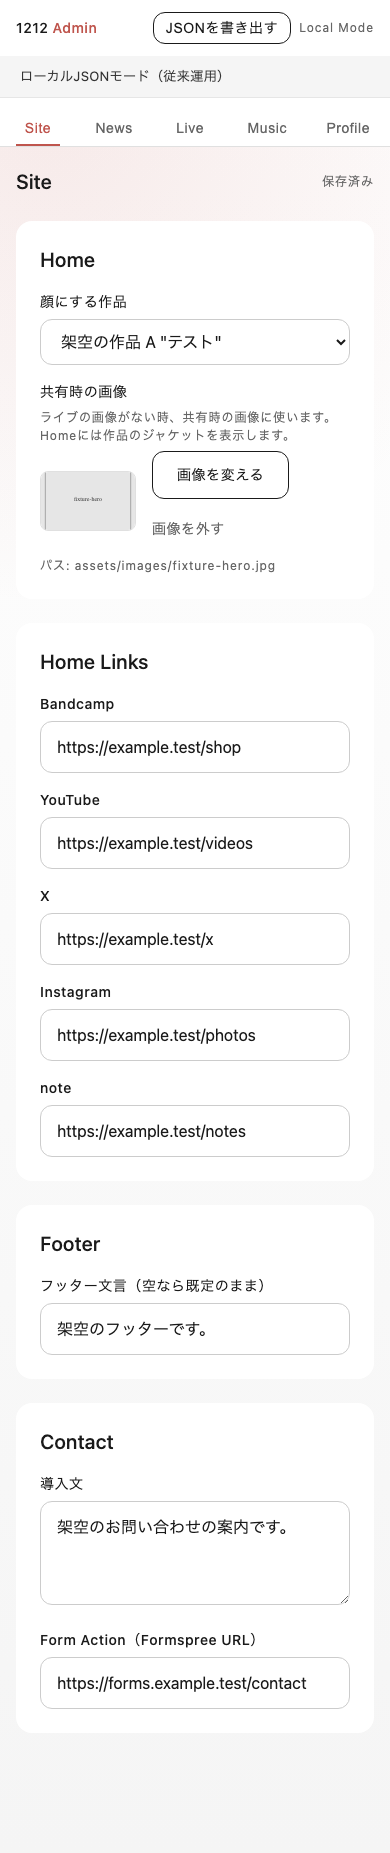 1212 Admin
JSONを書き出す
Local Mode
ローカルJSONモード（従来運用）
Site
News
Live
Music
Profile
Site
保存済み
Home
顔にする作品
架空の作品 A "テスト"
共有時の画像
ライブの画像がない時、共有時の画像に使います。
Homeには作品のジャケットを表示します。
fixture-hero
画像を変える
画像を外す
パス: assets/images/fixture-hero.jpg
Home Links
Bandcamp
https://example.test/shop
YouTube
https://example.test/videos
X
https://example.test/x
Instagram
https://example.test/photos
note
https://example.test/notes
Footer
フッター文言（空なら既定のまま）
架空のフッターです。
Contact
導入文
架空のお問い合わせの案内です。
Form Action（Formspree URL）
https://forms.example.test/contact